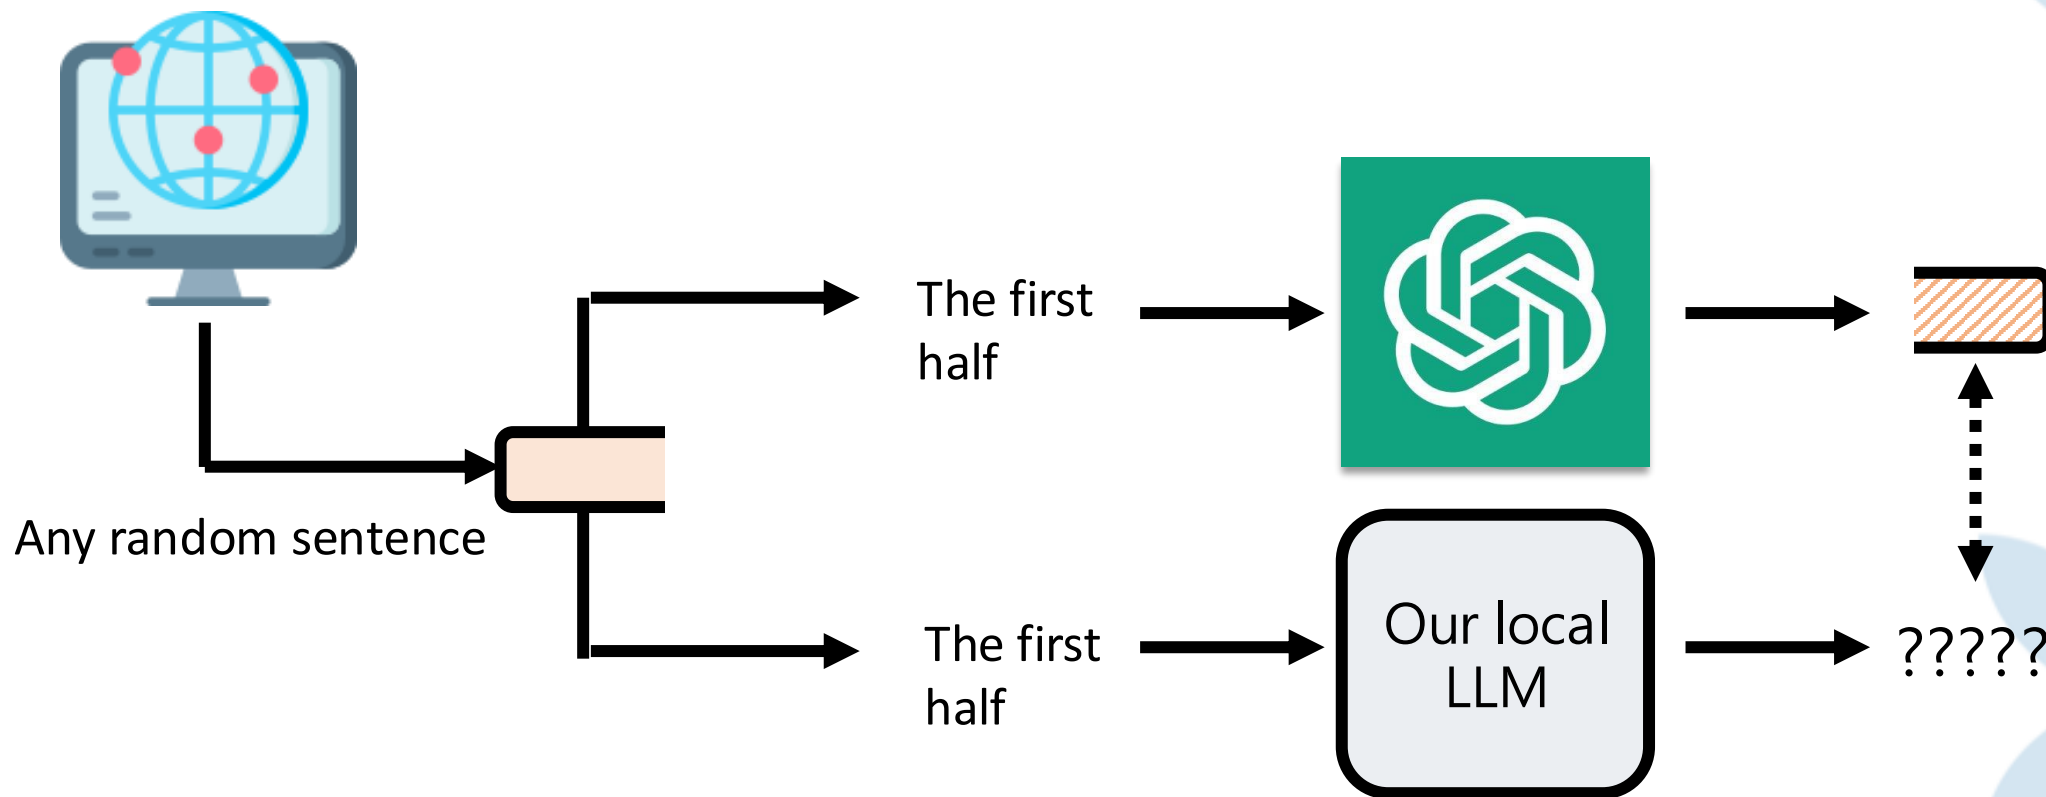 The first
half
Any random sentence
Our local
LLM
The first
half
?????